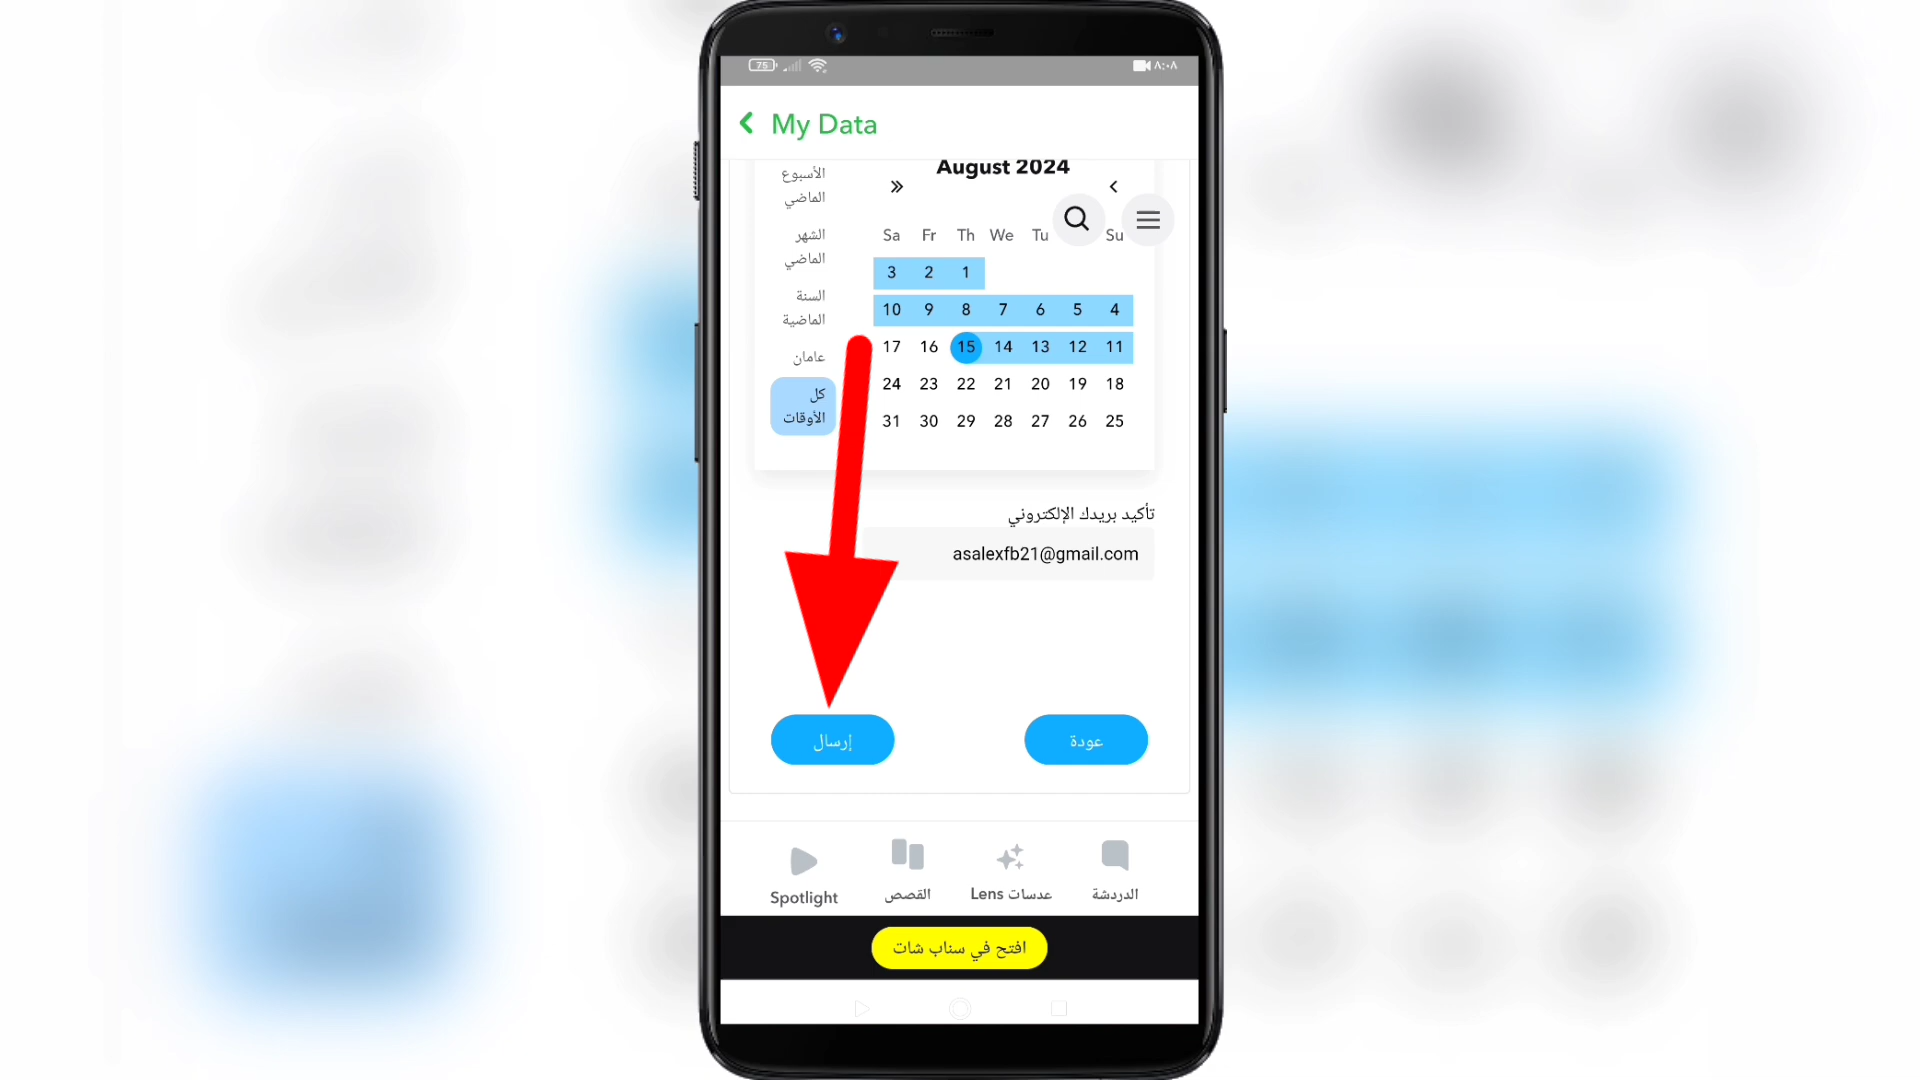 75
٨:٠٨
My Data
August 2024
الأسبوع
الماضي
الشهر
الماضي
السنة
الماضية
عامان
كل
الأوقات
Sa Fr Th We Tu Su
3 2 1
10 9 8 7 6 5 4
17 16 15 14 13 12 11
24 23 22 21 20 19 18
31 30 29 28 27 26 25
تأكيد بريدك الإلكتروني
asalexfb21@gmail.com
عودة
إرسال
الدردشة
عدسات Lens
القصص
Spotlight
افتح في سناب شات